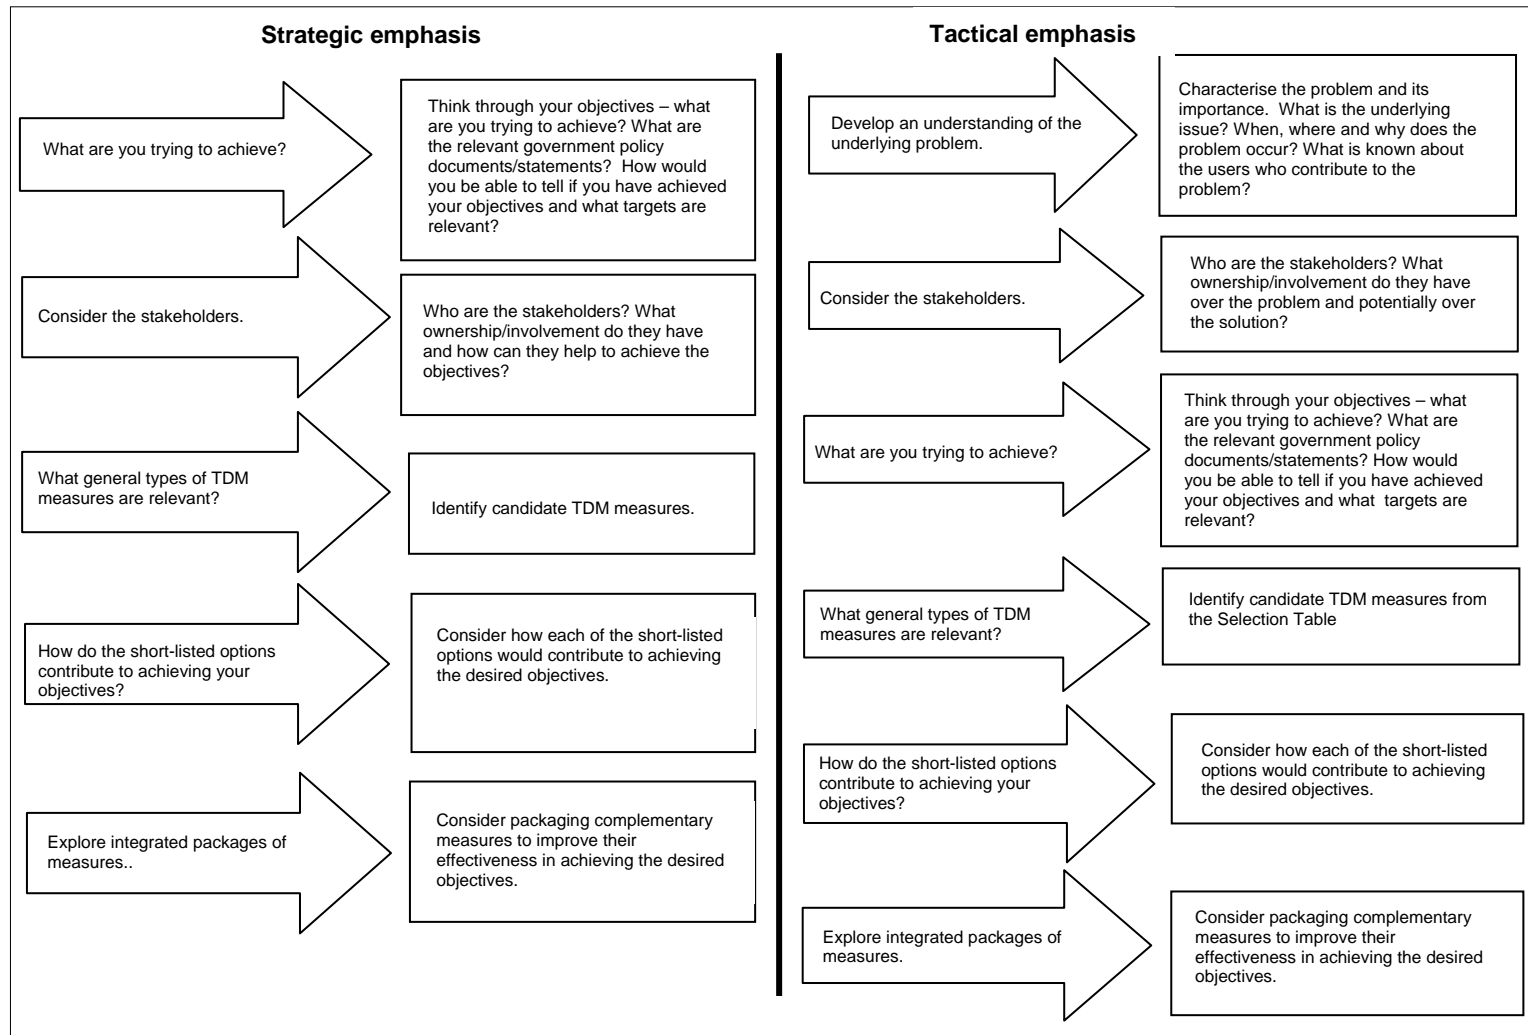 Strategic emphasis
What are you trying to achieve?
Think through your objectives – what
are you trying to achieve? What are
the relevant government policy
documents/statements?  How would
you be able to tell if you have achieved
your objectives and what targets are
relevant?
Consider the stakeholders.
Who are the stakeholders? What
ownership/involvement do they have
and how can they help to achieve the
objectives?
What general types of TDM
measures are relevant?
Identify candidate TDM measures.
How do the short-listed options
contribute to achieving your
objectives?
Consider how each of the short-listed
options would contribute to achieving
the desired objectives.
Explore integrated packages of
measures..
Consider packaging complementary
measures to improve their
effectiveness in achieving the desired
objectives.
Tactical emphasis
Develop an understanding of the
underlying problem.
Characterise the problem and its
importance.  What is the underlying
issue? When, where and why does the
problem occur? What is known about
the users who contribute to the
problem?
Consider the stakeholders.
Who are the stakeholders? What
ownership/involvement do they have
over the problem and potentially over
the solution?
What are you trying to achieve?
Think through your objectives – what
are you trying to achieve? What are
the relevant government policy
documents/statements? How would
you be able to tell if you have achieved
your objectives and what  targets are
relevant?
What general types of TDM
measures are relevant?
Identify candidate TDM measures from
the Selection Table
How do the short-listed options
contribute to achieving your
objectives?
Consider how each of the short-listed
options would contribute to achieving
the desired objectives.
Explore integrated packages of
measures.
Consider packaging complementary
measures to improve their
effectiveness in achieving the desired
objectives.